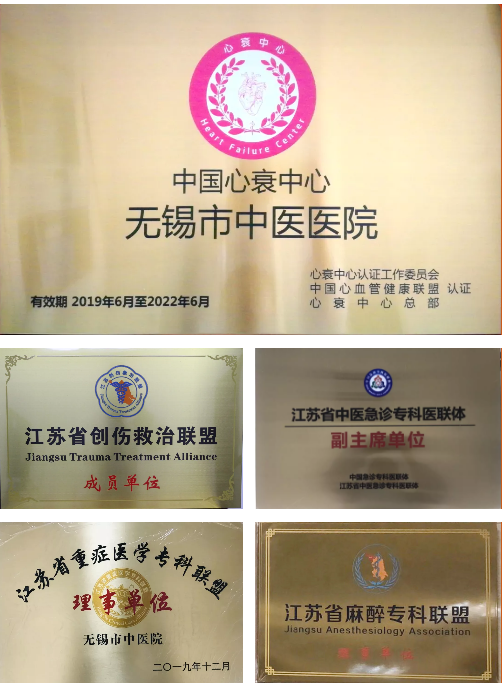 心衰中心
Heart Failure Center
中国心衰中心
无锡市中医医院
心衰中心认证工作委员会
中国心血管健康联盟 认证
心衰中心总部
有效期 2019年6月至2022年6月
江苏省创伤救治联盟
Jiangsu Trauma Treatment Alliance
成员单位
江苏省中医急诊专科医联体
副主席单位
中国急诊专科医联体
江苏省中医急诊专科医联体
江苏省重症医学专科联盟
理事单位
无锡市中医院
二〇一九年十二月
江苏省麻醉专科联盟
Jiangsu Anesthesiology Association